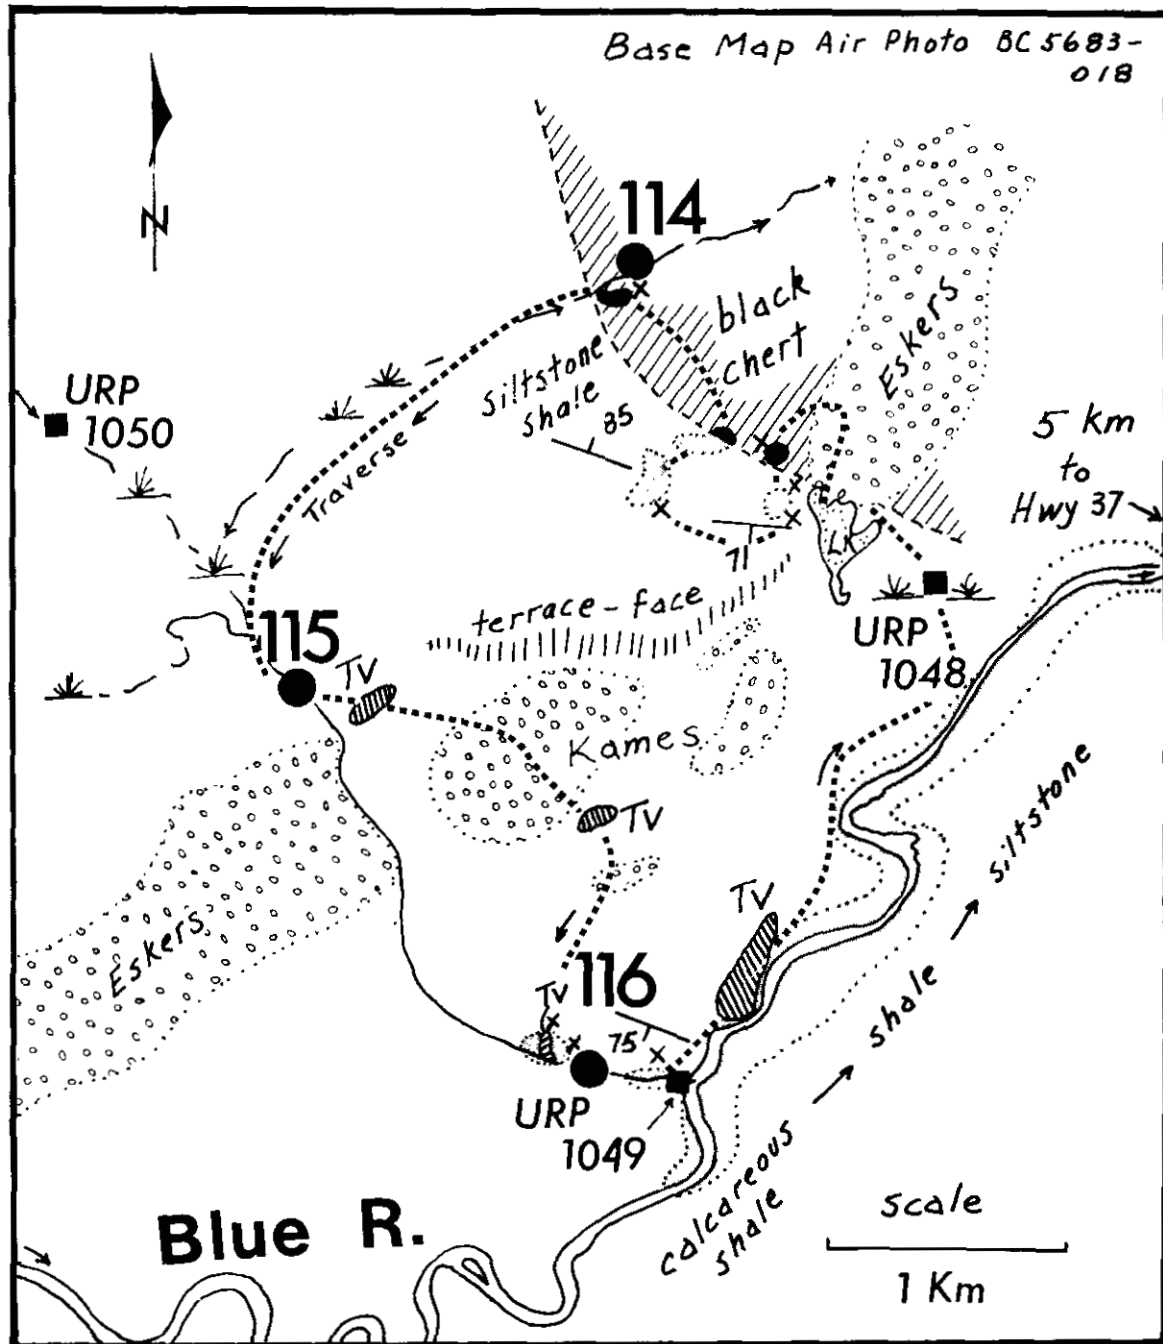 Base Map Air Photo BC 5683-
018
N
114
black
chert
Eskers
siltstone
shale
85
URP
1050
Traverse
5 km
to
Hwy 37
71
LK
terrace-face
URP
1048
115
Tv
Kames
Tv
Eskers
Tv
siltstone
116
Tv
75
shale
URP
1049
calcareous
shale
Blue R.
scale
1 Km